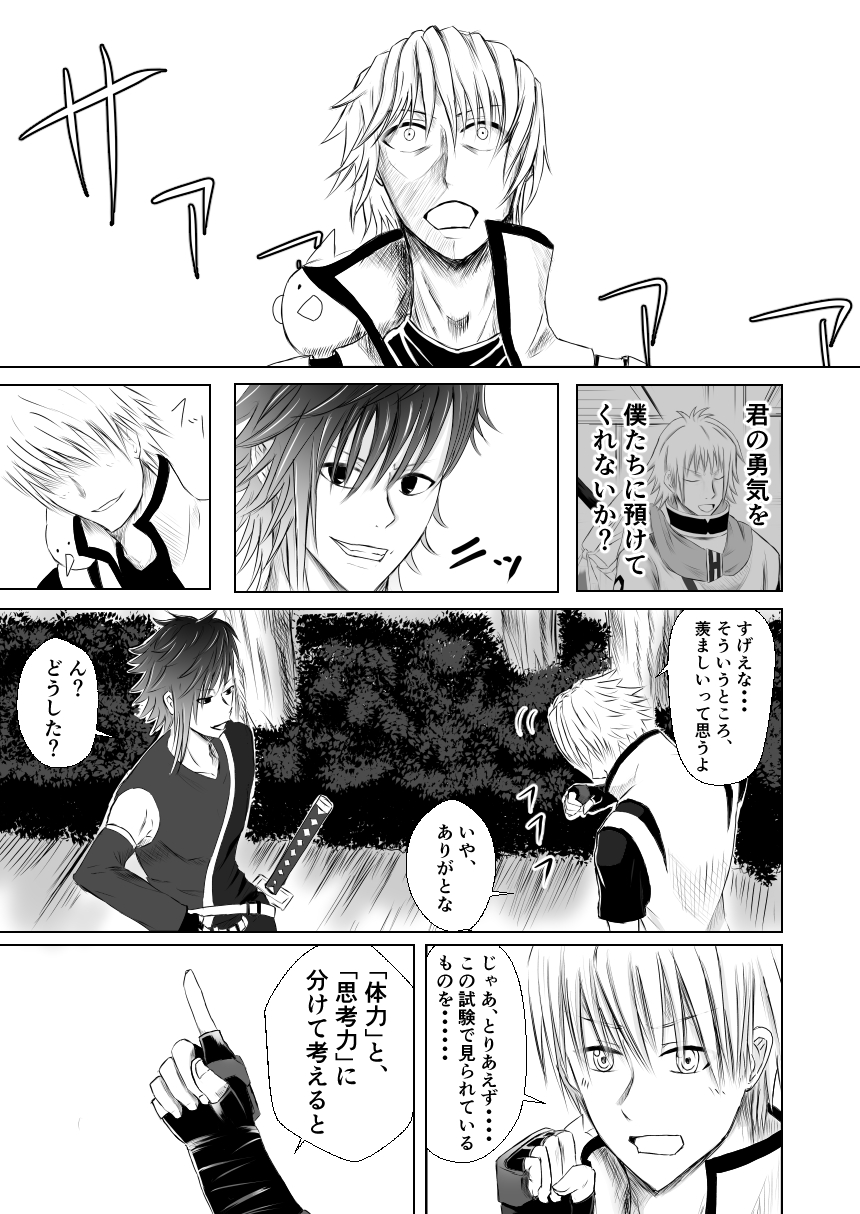 サァァァァ
君の勇気を
僕たちに預けて
くれないか？
ニッ
フ…
すげえな・・・
そういうところ、
羨ましいって思うよ
ん？
どうした？
いや、
ありがとな
じゃあ、とりあえず・・・・
この試験で見られている
ものを・・・・・・
「体力」と、
「思考力」に
分けて考えると